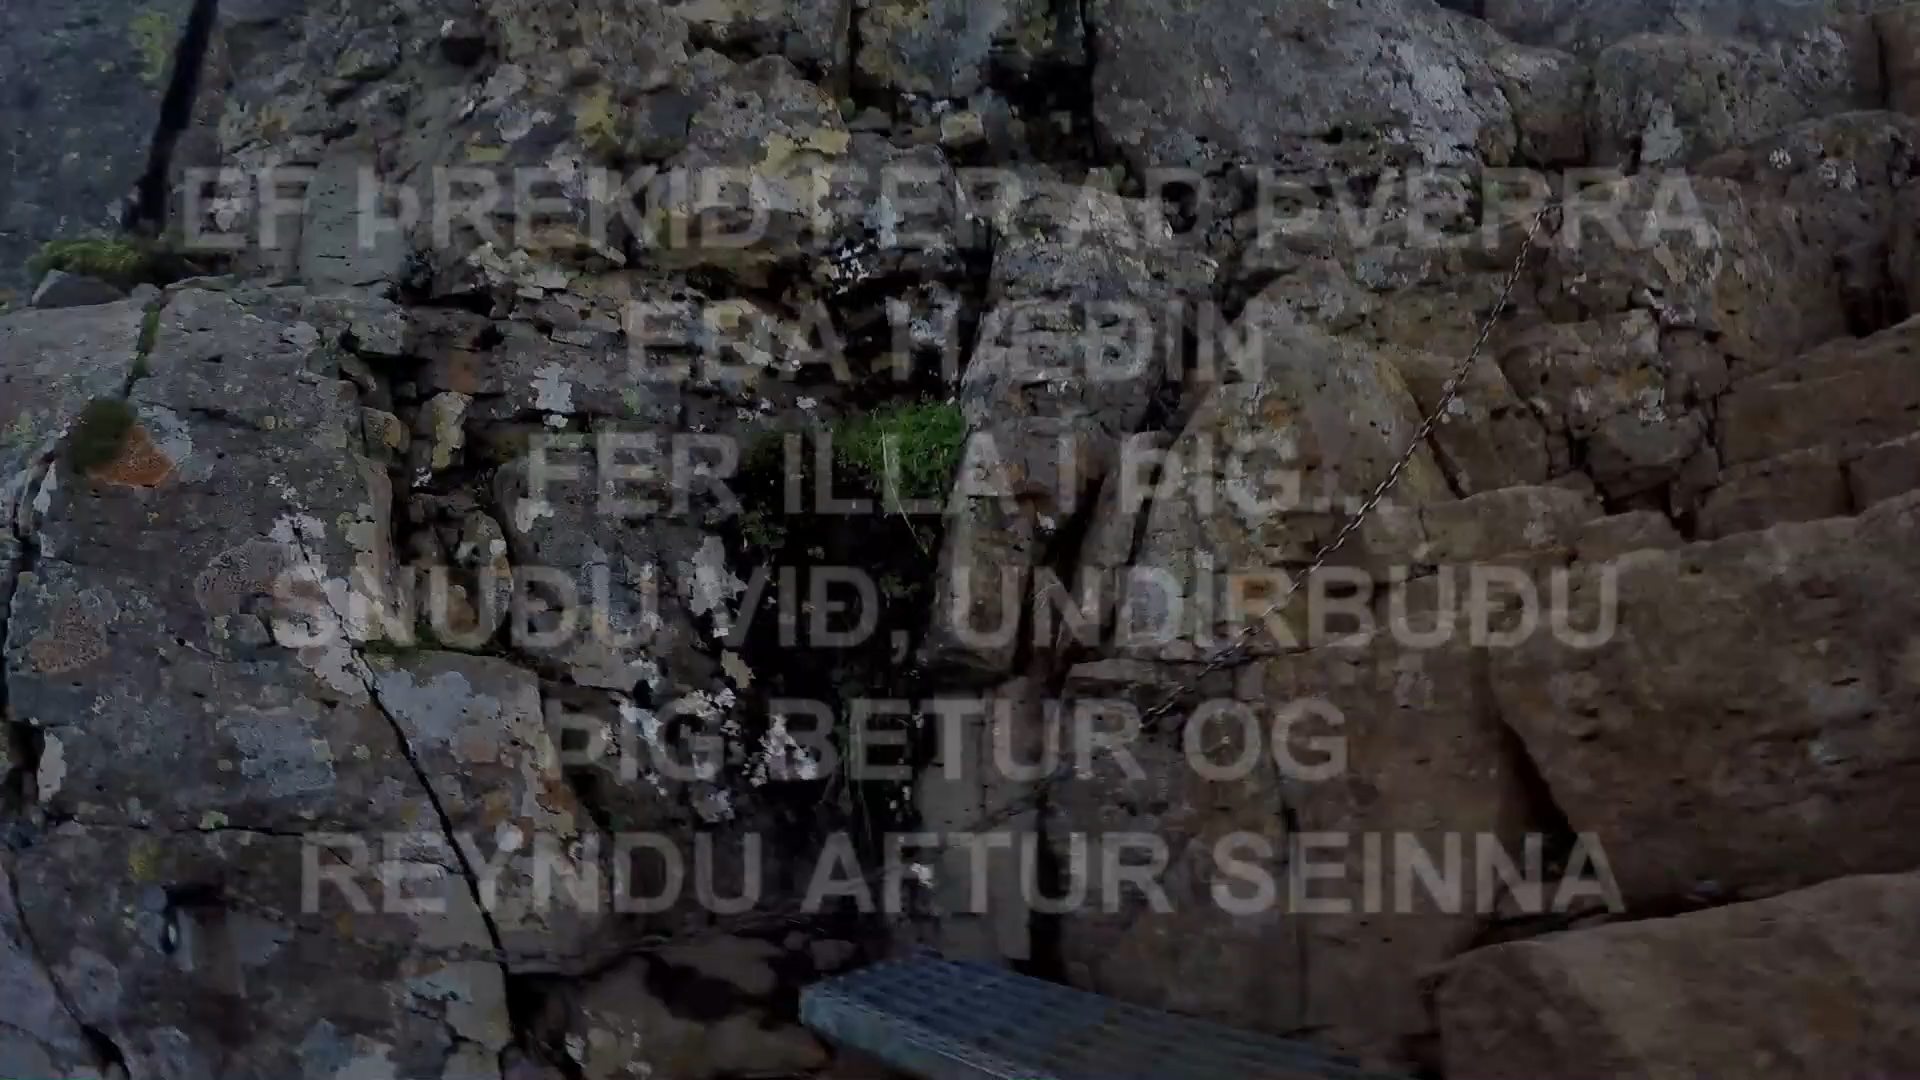 EF ÞREKIÐ FER AÐ ÞVERRA
EÐA HÆÐIN
FER ILLA Í ÞIG...
SNÚÐU VIÐ, UNDIRBÚÐU
ÞIG BETUR OG
REYNDU AFTUR SEINNA